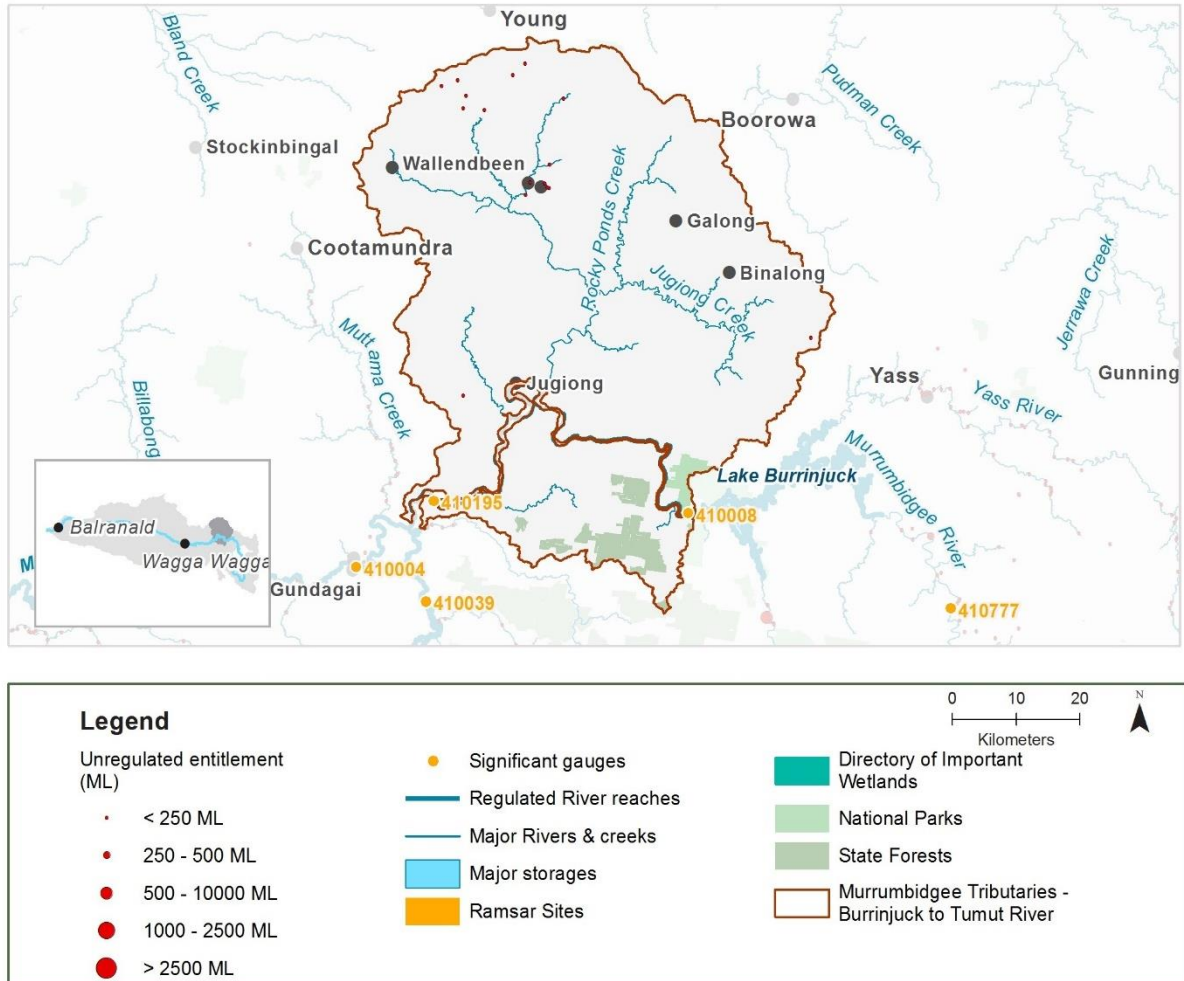 Young
Bland Creek
Pudman Creek
Boorowa
Stockinbingal
Wallendbeen
Rocky Ponds Creek
Galong
Cootamundra
Binalong
Jugiong Creek
Jerrawa Creek
Mutt ama Creek
Jugiong
Yass
Gunning
Billabong
Yass River
Murrumbidgee River
Lake Burrinjuck
410195
410008
Balranald
Wagga Wagga
M
410004
Gundagai
410039
410777
Legend
0 10 20
Kilometers
N
Unregulated entitlement
(ML)
< 250 ML
250 - 500 ML
500 - 10000 ML
1000 - 2500 ML
> 2500 ML
Significant gauges
Regulated River reaches
Major Rivers & creeks
Major storages
Ramsar Sites
Directory of Important
Wetlands
National Parks
State Forests
Murrumbidgee Tributaries -
Burrinjuck to Tumut River